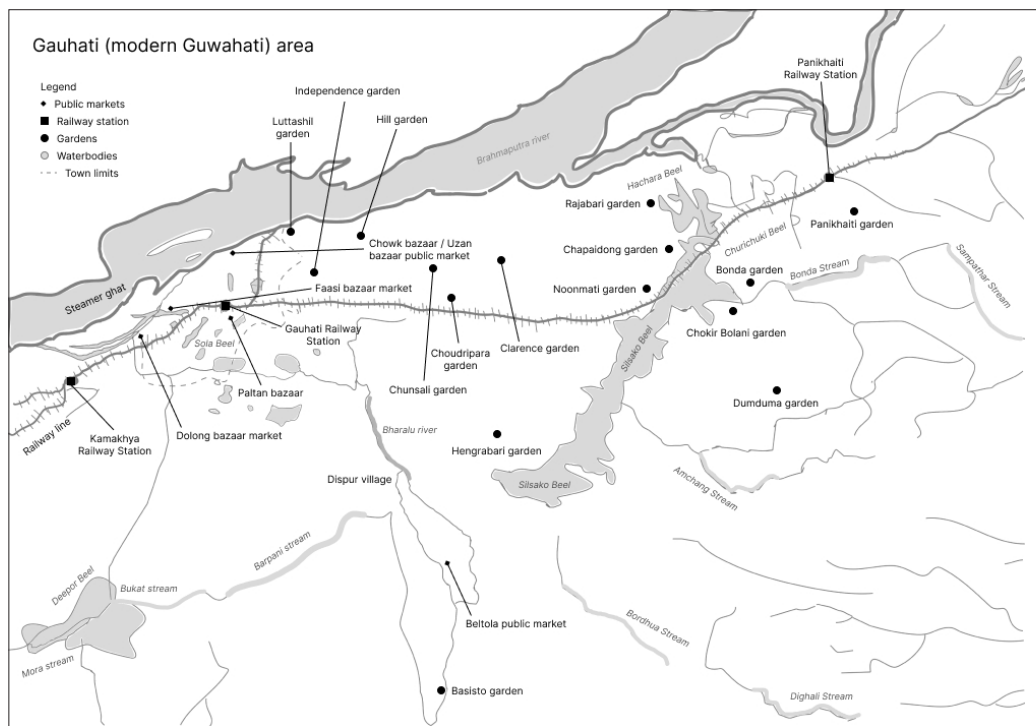 Gauhati (modern Guwahati) area
Legend
Public markets
Railway station
Gardens
Waterbodies
Town limits
Independence garden
Luttashil
garden
Hill garden
Panikhaiti
Railway Station
Brahmaputra river
Hachara Beel
Rajabari garden
Panikhaiti garden
Churichuki Beel
Chowk bazaar / Uzan
bazaar public market
Chapaidong garden
Sampathar Stream
Bonda garden
Bonda Stream
Steamer ghat
Faasi bazaar market
Noonmati garden
Gauhati Railway
Station
Sola Beel
Choudripara
garden
Clarence garden
Silsako Beel
Chokir Bolani garden
Chunsali garden
Paltan bazaar
Dumduma garden
Railway line
Kamakhya
Railway Station
Dolong bazaar market
Bharalu river
Hengrabari garden
Dispur village
Silsako Beel
Amchang Stream
Barpani stream
Deepor Beel
Bukat stream
Beltola public market
Bordhua Stream
Mora stream
Basisto garden
Dighali Stream